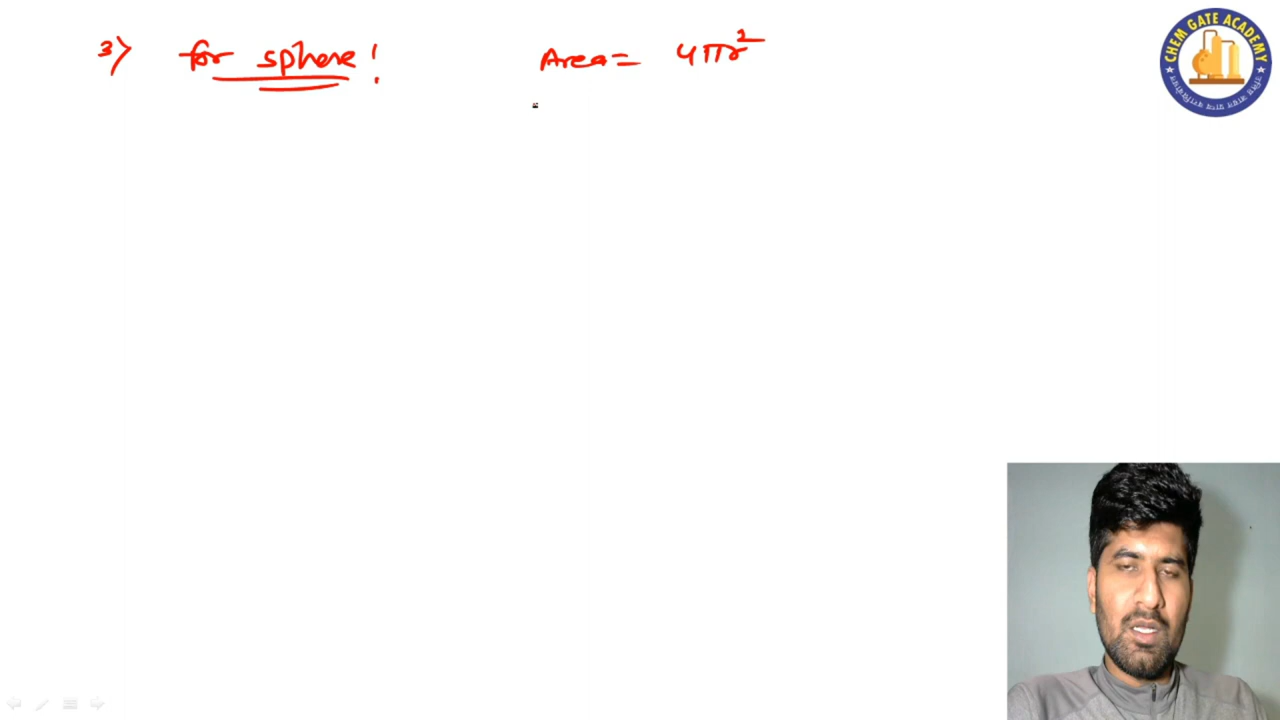 3) for sphere! Area = 4πr²
CHEM GATE ACADEMY